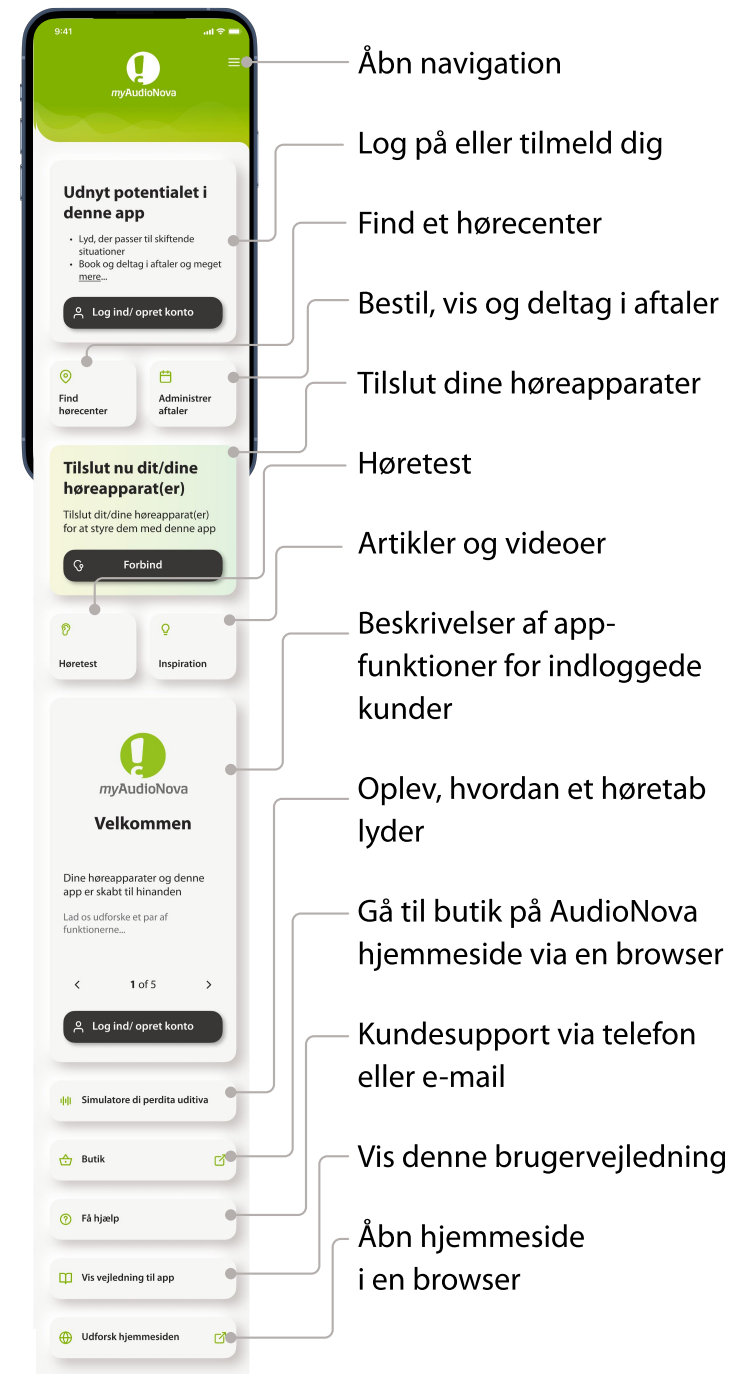 9:41
myAudioNova
Udnyt potentialet i
denne app
• Lyd, der passer til skiftende
situationer
• Book og deltag i aftaler og meget
mere...
Log ind/ opret konto
Find
hørecenter
Administrer
aftaler
Tilslut nu dit/dine
høreapparat(er)
Tilslut dit/dine høreapparat(er)
for at styre dem med denne app
Forbind
Høretest
Inspiration
myAudioNova
Velkommen
Dine høreapparater og denne
app er skabt til hinanden
Lad os udforske et par af
funktionerne...
1 of 5
Log ind/ opret konto
Simulatore di perdita uditiva
Butik
Få hjælp
Vis vejledning til app
Udforsk hjemmesiden
Åbn navigation
Log på eller tilmeld dig
Find et hørecenter
Bestil, vis og deltag i aftaler
Tilslut dine høreapparater
Høretest
Artikler og videoer
Beskrivelser af app-
funktioner for indloggede
kunder
Oplev, hvordan et høretab
lyder
Gå til butik på AudioNova
hjemmeside via en browser
Kundesupport via telefon
eller e-mail
Vis denne brugervejledning
Åbn hjemmeside
i en browser